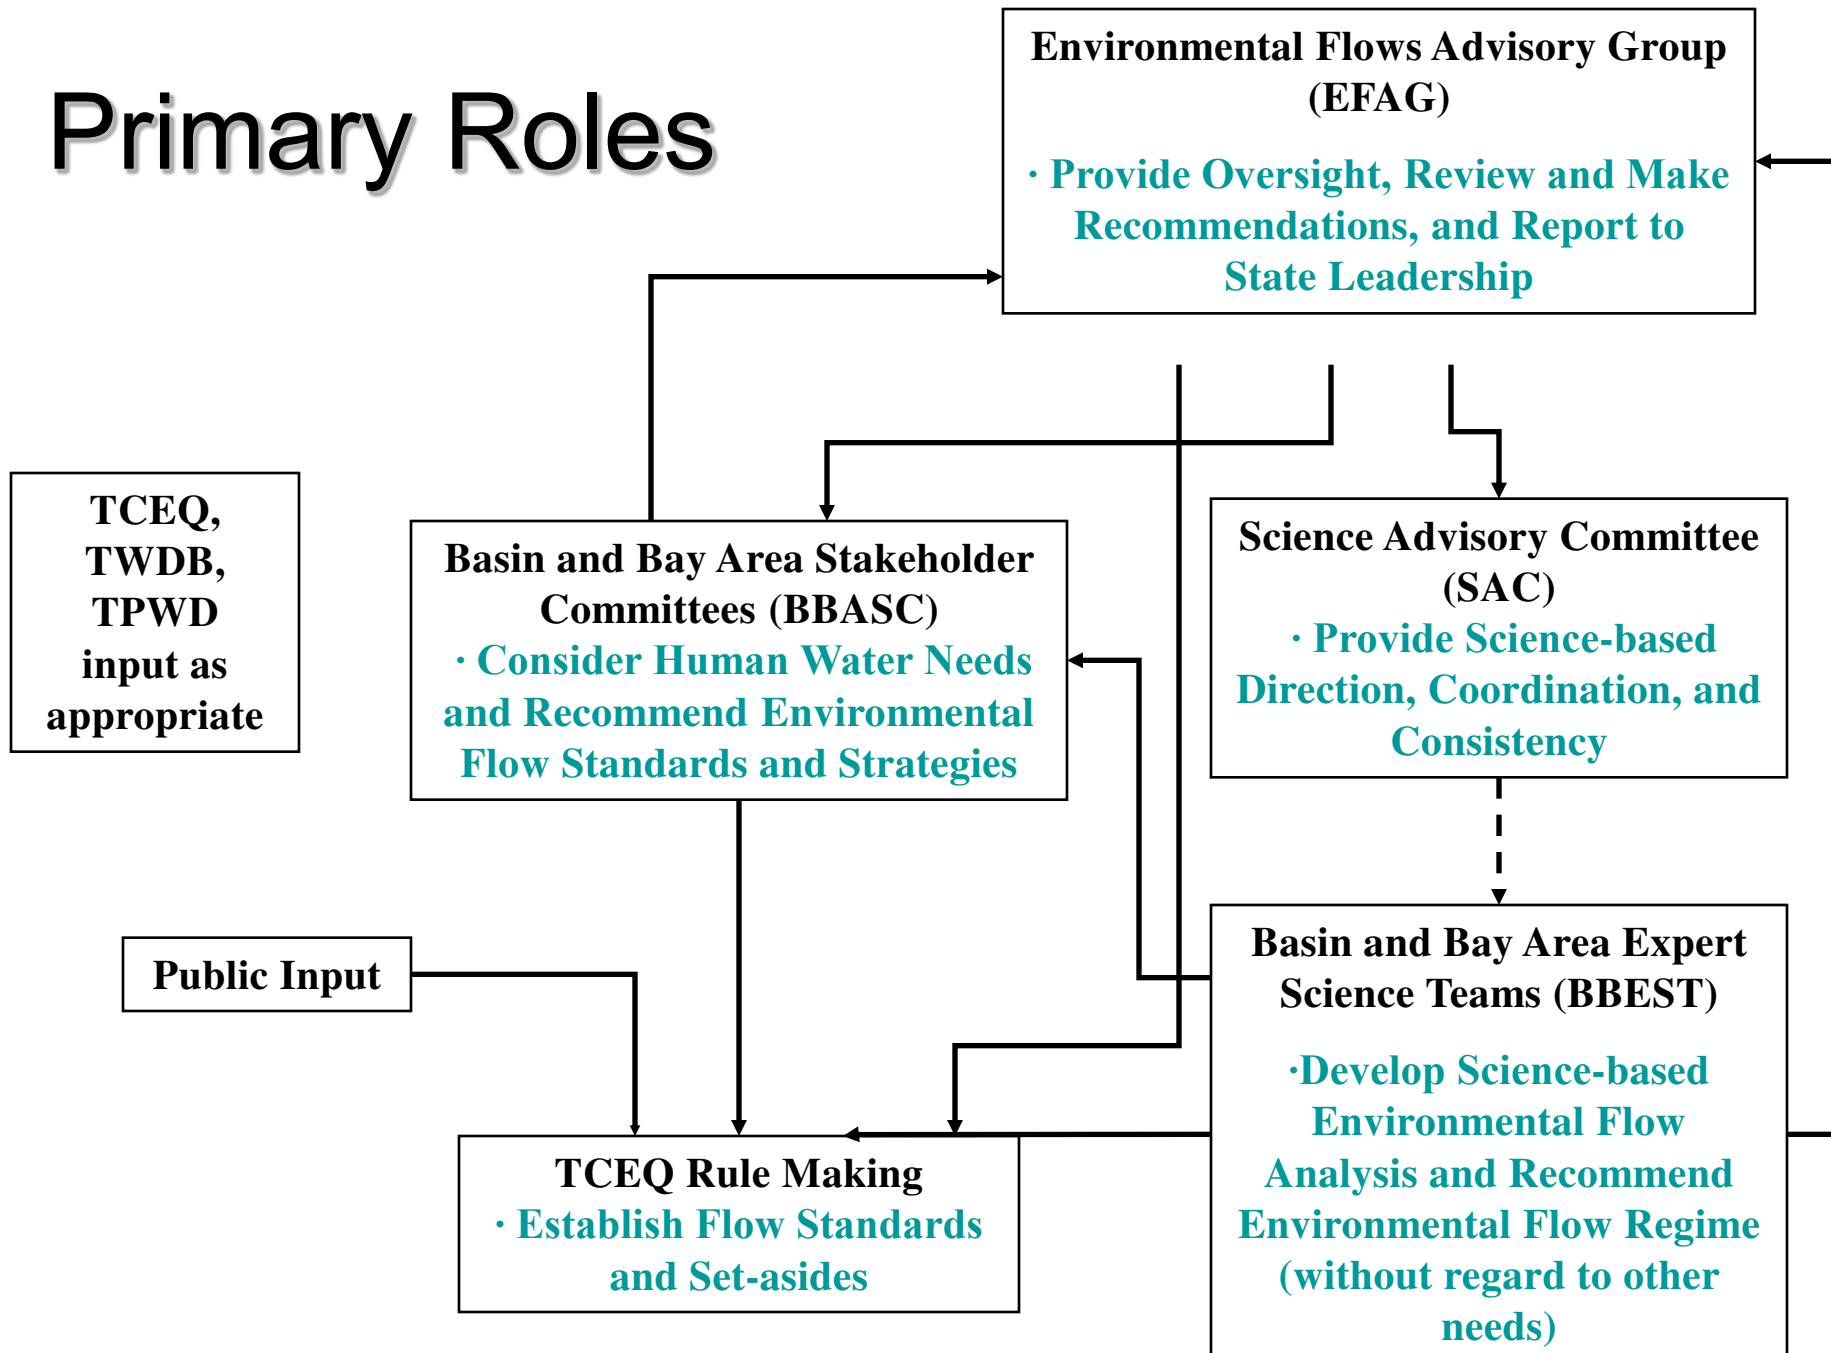 Primary Roles
Environmental Flows Advisory Group
(EFAG)
· Provide Oversight, Review and Make
Recommendations, and Report to
State Leadership
TCEQ,
TWDB,
TPWD
input as
appropriate
Basin and Bay Area Stakeholder
Committees (BBASC)
· Consider Human Water Needs
and Recommend Environmental
Flow Standards and Strategies
Science Advisory Committee
(SAC)
· Provide Science-based
Direction, Coordination, and
Consistency
Public Input
Basin and Bay Area Expert
Science Teams (BBEST)
·Develop Science-based
Environmental Flow
Analysis and Recommend
Environmental Flow Regime
(without regard to other
needs)
TCEQ Rule Making
· Establish Flow Standards
and Set-asides